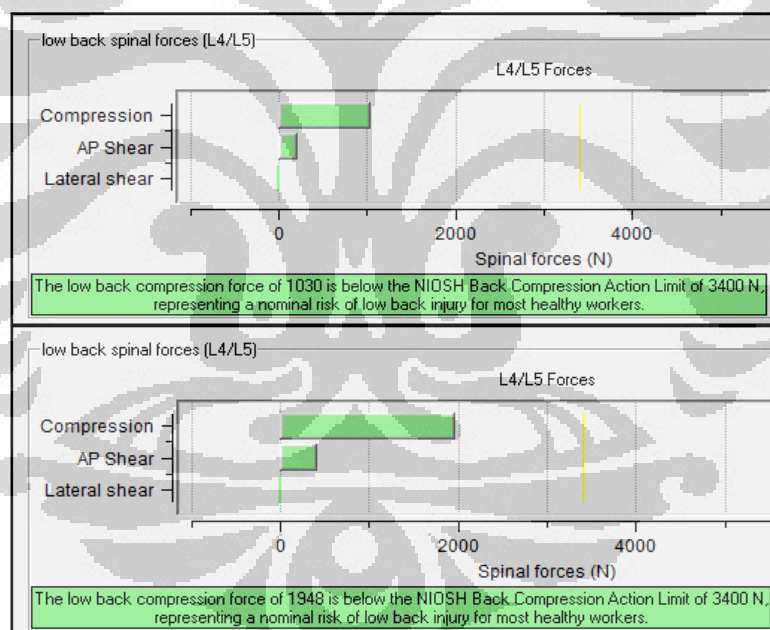 low back spinal forces (L4/L5)
L4/L5 Forces
Compression
AP Shear
Lateral shear
0 2000 4000
Spinal forces (N)
The low back compression force of 1030 is below the NIOSH Back Compression Action Limit of 3400 N,
representing a nominal risk of low back injury for most healthy workers.
low back spinal forces (L4/L5)
L4/L5 Forces
Compression
AP Shear
Lateral shear
0 2000 4000
Spinal forces (N)
The low back compression force of 1948 is below the NIOSH Back Compression Action Limit of 3400 N,
representing a nominal risk of low back injury for most healthy workers.